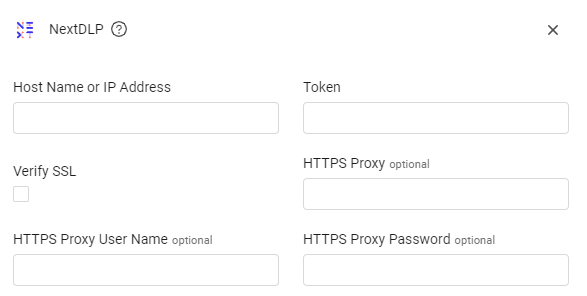 NextDLP ?
Host Name or IP Address
Token
Verify SSL
HTTPS Proxy optional
HTTPS Proxy User Name optional
HTTPS Proxy Password optional